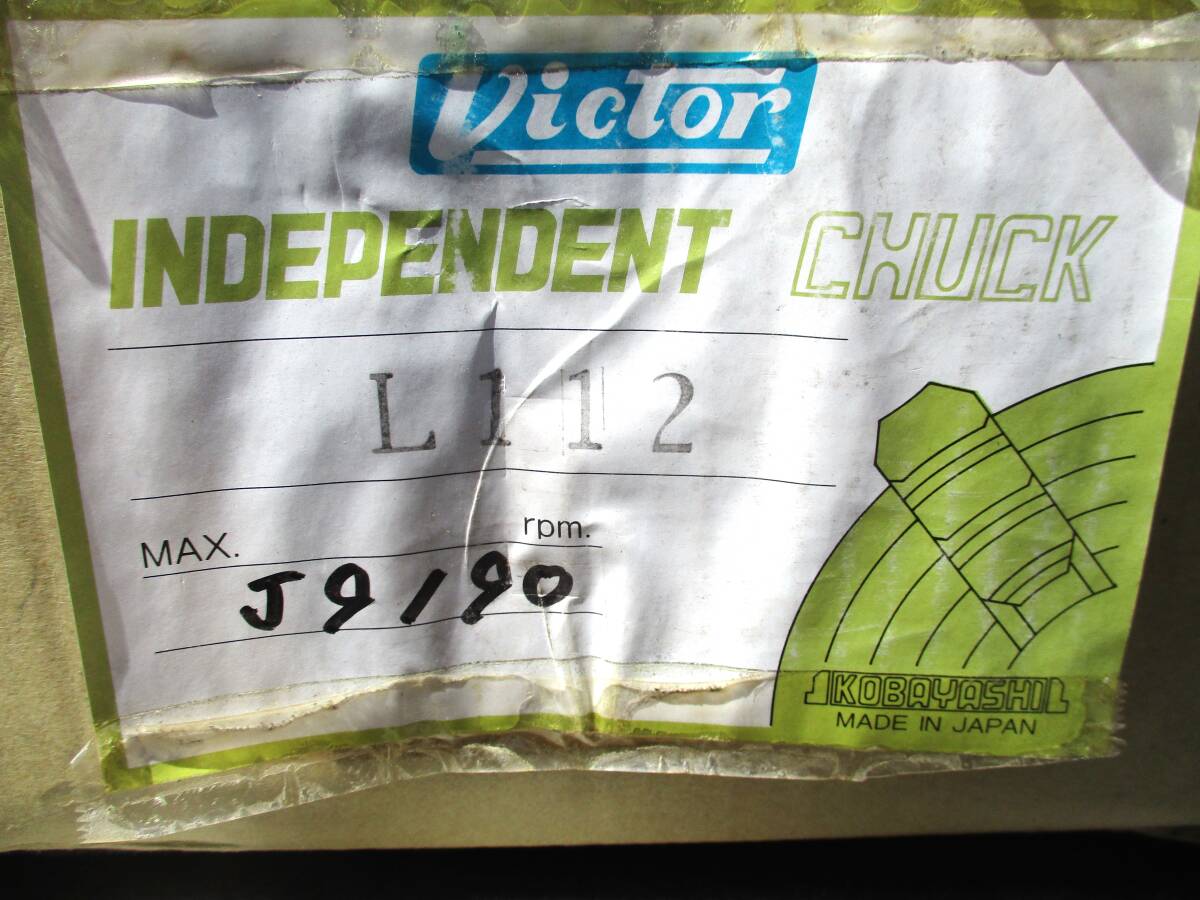 Victor
INDEPENDENT CHUCK
L112
MAX. rpm.
J9/90
KOBAYASHI
MADE IN JAPAN